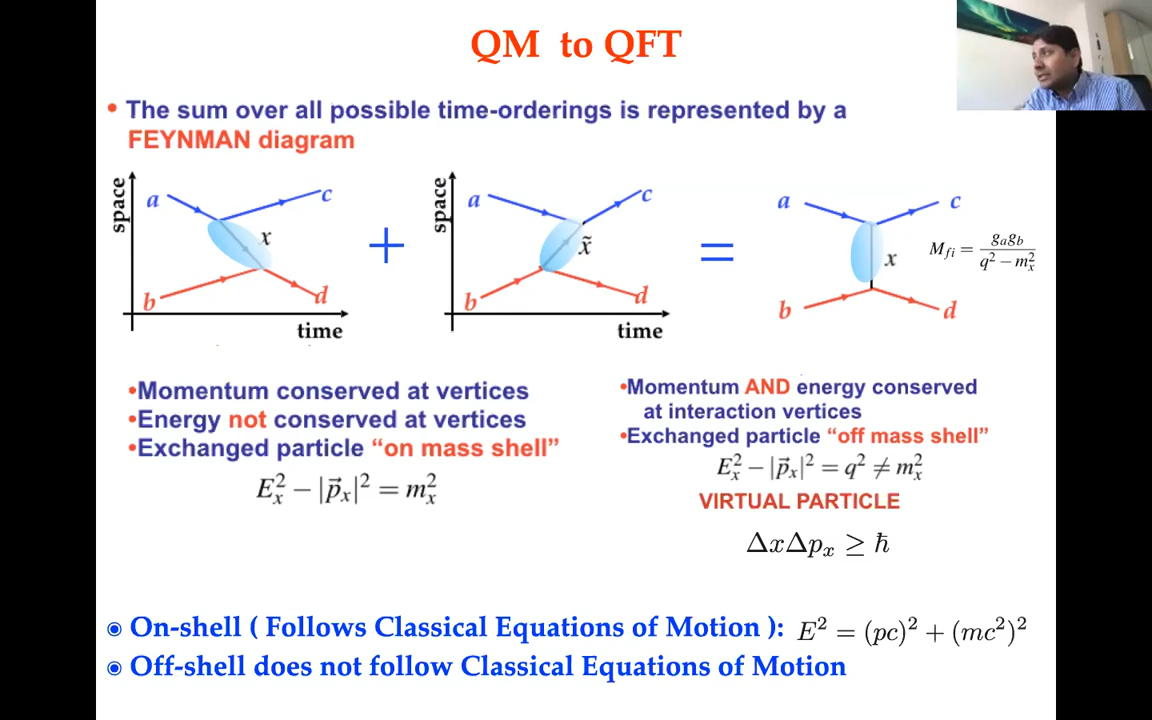 QM to QFT
• The sum over all possible time-orderings is represented by a
FEYNMAN diagram
space
a
c
x
b
d
time
+
space
a
c
x̃
b
d
time
=
a
c
x
b
d
M_fi = g_a g_b / (q² − m_x²)
•Momentum conserved at vertices
•Energy not conserved at vertices
•Exchanged particle “on mass shell”
E_x² − |p⃗_x|² = m_x²
•Momentum AND energy conserved
at interaction vertices
•Exchanged particle “off mass shell”
E_x² − |p⃗_x|² = q² ≠ m_x²
VIRTUAL PARTICLE
ΔxΔp_x ≥ ħ
◉ On-shell ( Follows Classical Equations of Motion ): E² = (pc)² + (mc²)²
◉ Off-shell does not follow Classical Equations of Motion